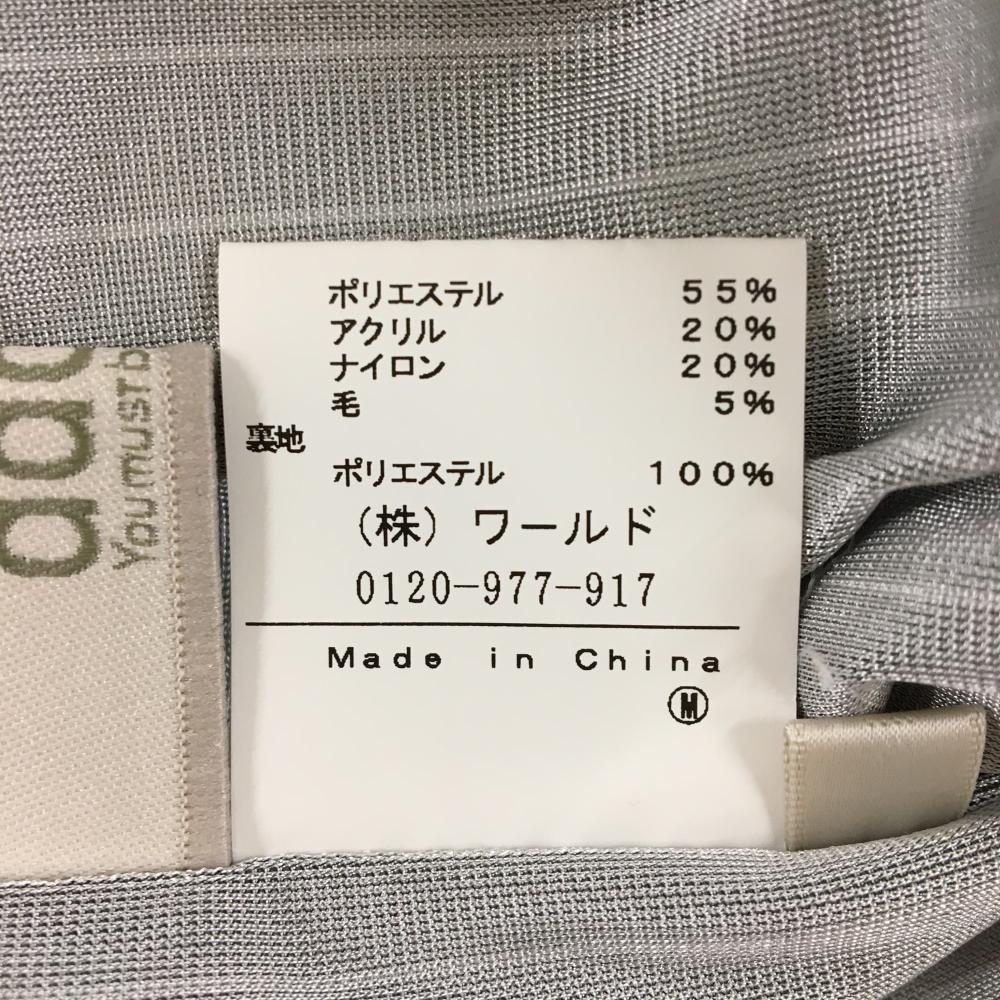 ポリエステル 55%
アクリル 20%
ナイロン 20%
毛 5%
裏地
ポリエステル 100%
（株）ワールド
0120-977-917
Made in China
Ⓜ
You must b